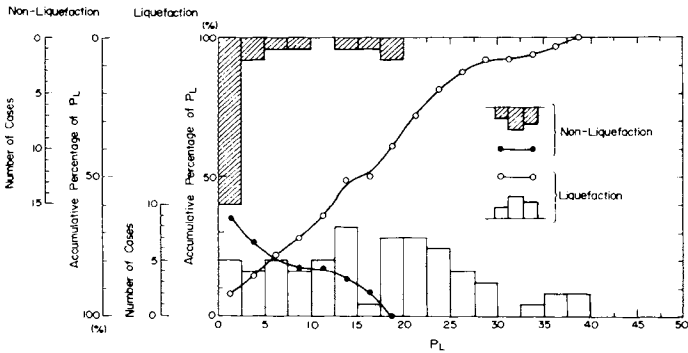 Non-Liquefaction
Liquefaction
(%)
0
5
10
15
Number of Cases
0
50
100
(%)
Accumulative Percentage of PL
10
5
0
Number of Cases
100
50
0
Accumulative Percentage of PL
Non-Liquefaction
Liquefaction
0 5 10 15 20 25 30 35 40 45 50
PL